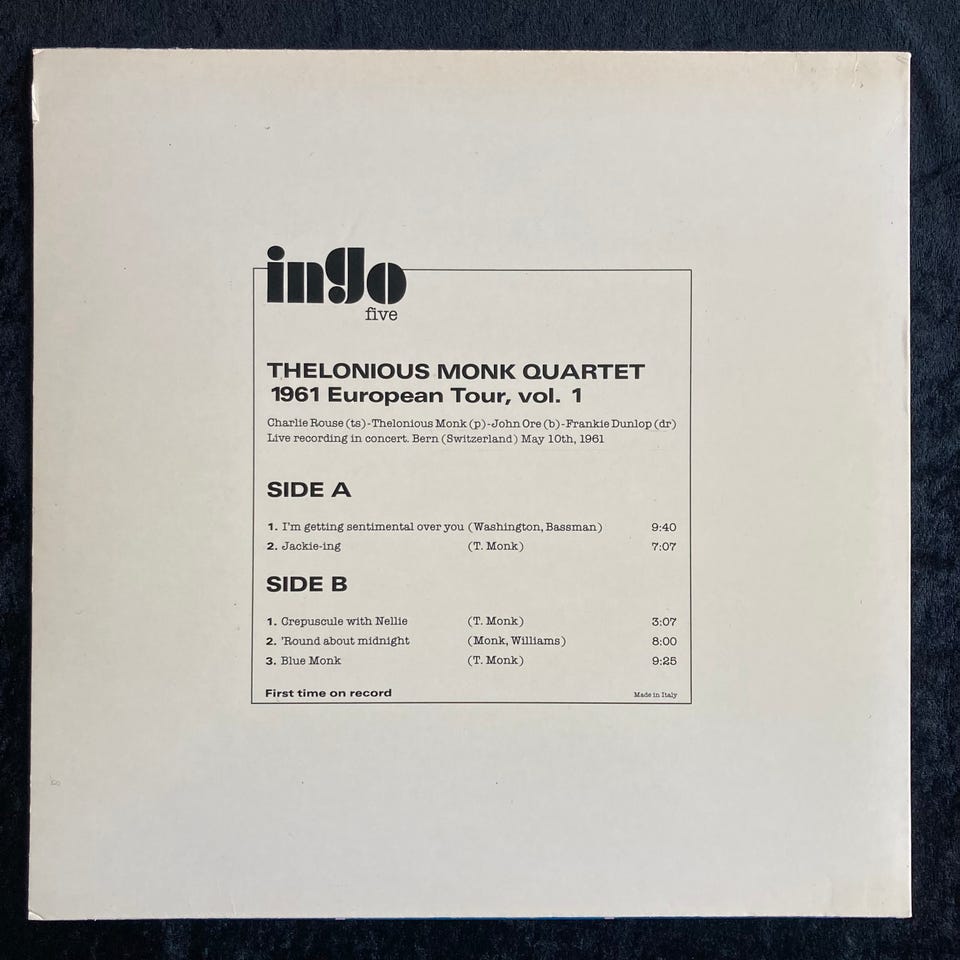 ingo
five
THELONIOUS MONK QUARTET
1961 European Tour, vol. 1
Charlie Rouse (ts)-Thelonious Monk (p)-John Ore (b)-Frankie Dunlop (dr)
Live recording in concert. Bern (Switzerland) May 10th, 1961
SIDE A
1. I'm getting sentimental over you (Washington, Bassman) 9:40
2. Jackie-ing (T. Monk) 7:07
SIDE B
1. Crepuscule with Nellie (T. Monk) 3:07
2. 'Round about midnight (Monk, Williams) 8:00
3. Blue Monk (T. Monk) 9:25
First time on record Made in Italy